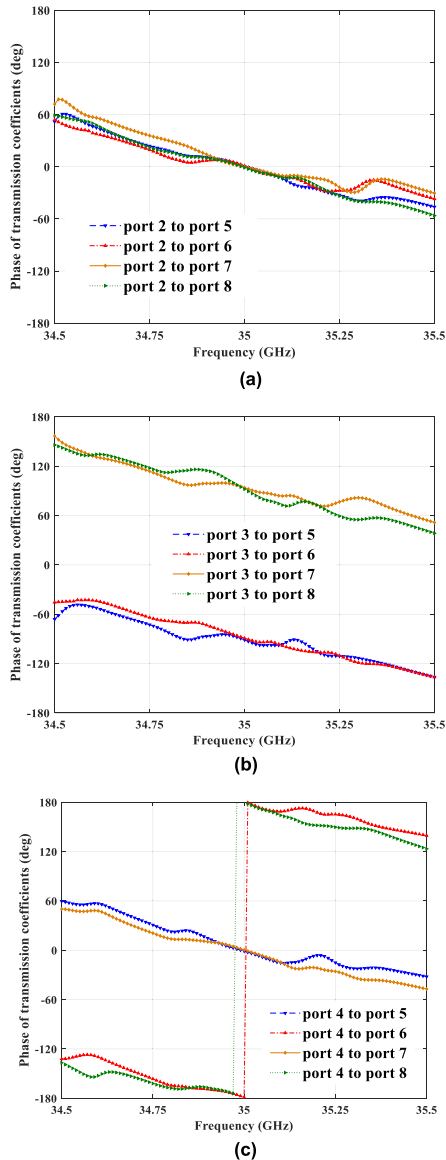 180
120
60
0
-60
-120
-180
Phase of transmission coefficients (deg)
port 2 to port 5
port 2 to port 6
port 2 to port 7
port 2 to port 8
34.5 34.75 35 35.25 35.5
Frequency (GHz)
(a)
180
120
60
0
-60
-120
-180
Phase of transmission coefficients (deg)
port 3 to port 5
port 3 to port 6
port 3 to port 7
port 3 to port 8
34.5 34.75 35 35.25 35.5
Frequency (GHz)
(b)
180
120
60
0
-60
-120
-180
Phase of transmission coefficients (deg)
port 4 to port 5
port 4 to port 6
port 4 to port 7
port 4 to port 8
34.5 34.75 35 35.25 35.5
Frequency (GHz)
(c)